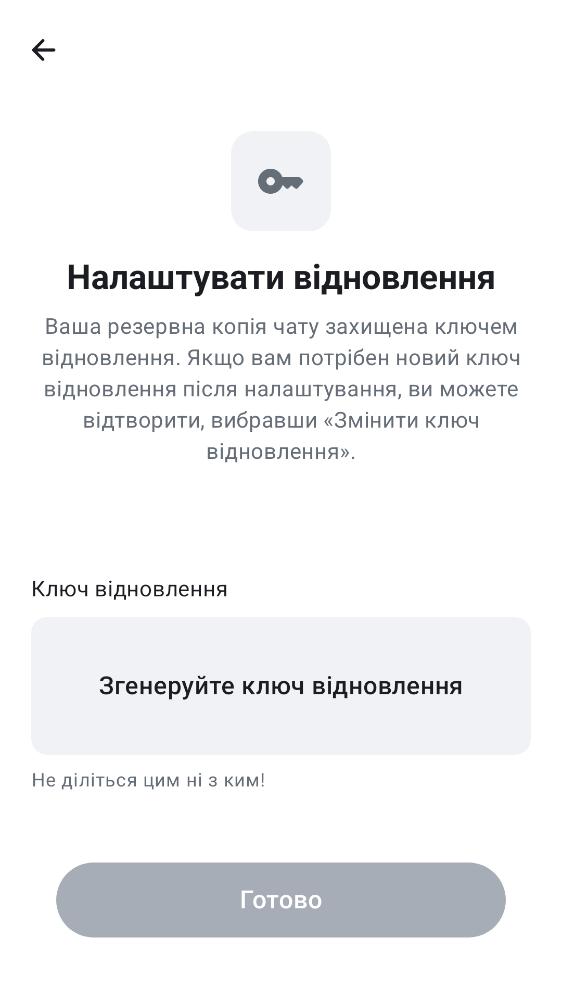 Налаштувати відновлення
Ваша резервна копія чату захищена ключем
відновлення. Якщо вам потрібен новий ключ
відновлення після налаштування, ви можете
відтворити, вибравши «Змінити ключ
відновлення».
Ключ відновлення
Згенеруйте ключ відновлення
Не діліться цим ні з ким!
Готово